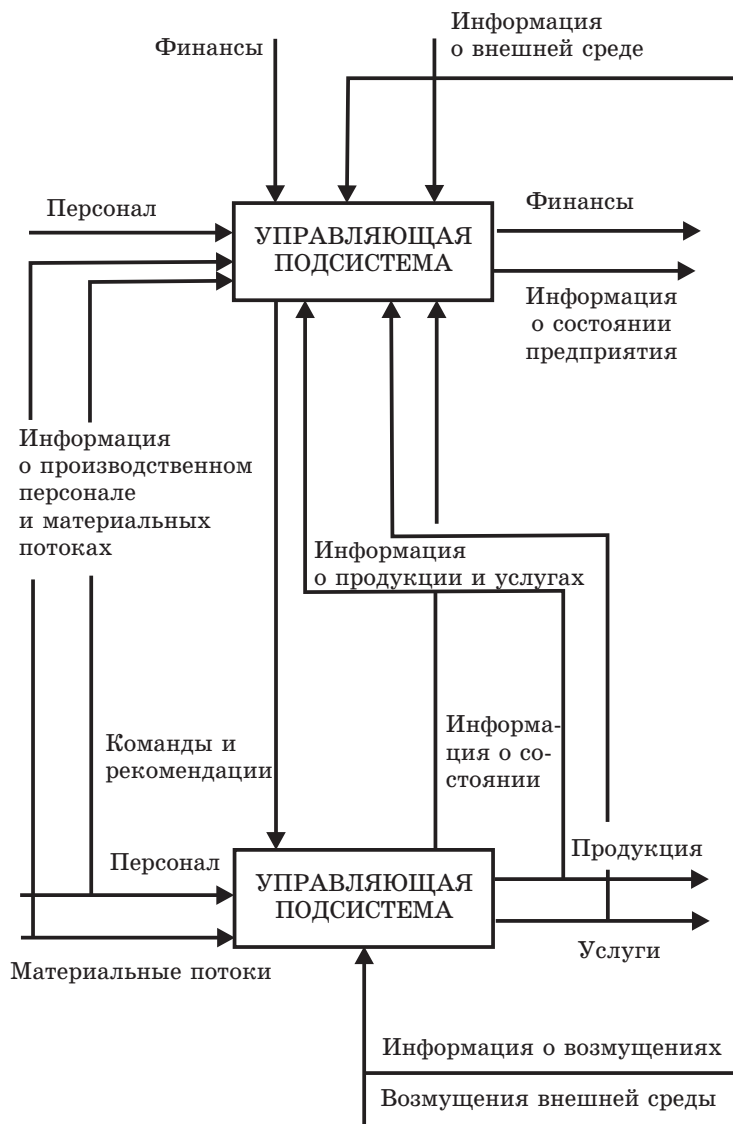 Финансы
Информация
о внешней среде
Персонал
УПРАВЛЯЮЩАЯ
ПОДСИСТЕМА
Финансы
Информация
о состоянии
предприятия
Информация
о производственном
персонале
и материальных
потоках
Информация
о продукции и услугах
Команды и
рекомендации
Информа-
ция о со-
стоянии
Персонал
УПРАВЛЯЮЩАЯ
ПОДСИСТЕМА
Продукция
Услуги
Материальные потоки
Информация о возмущениях
Возмущения внешней среды